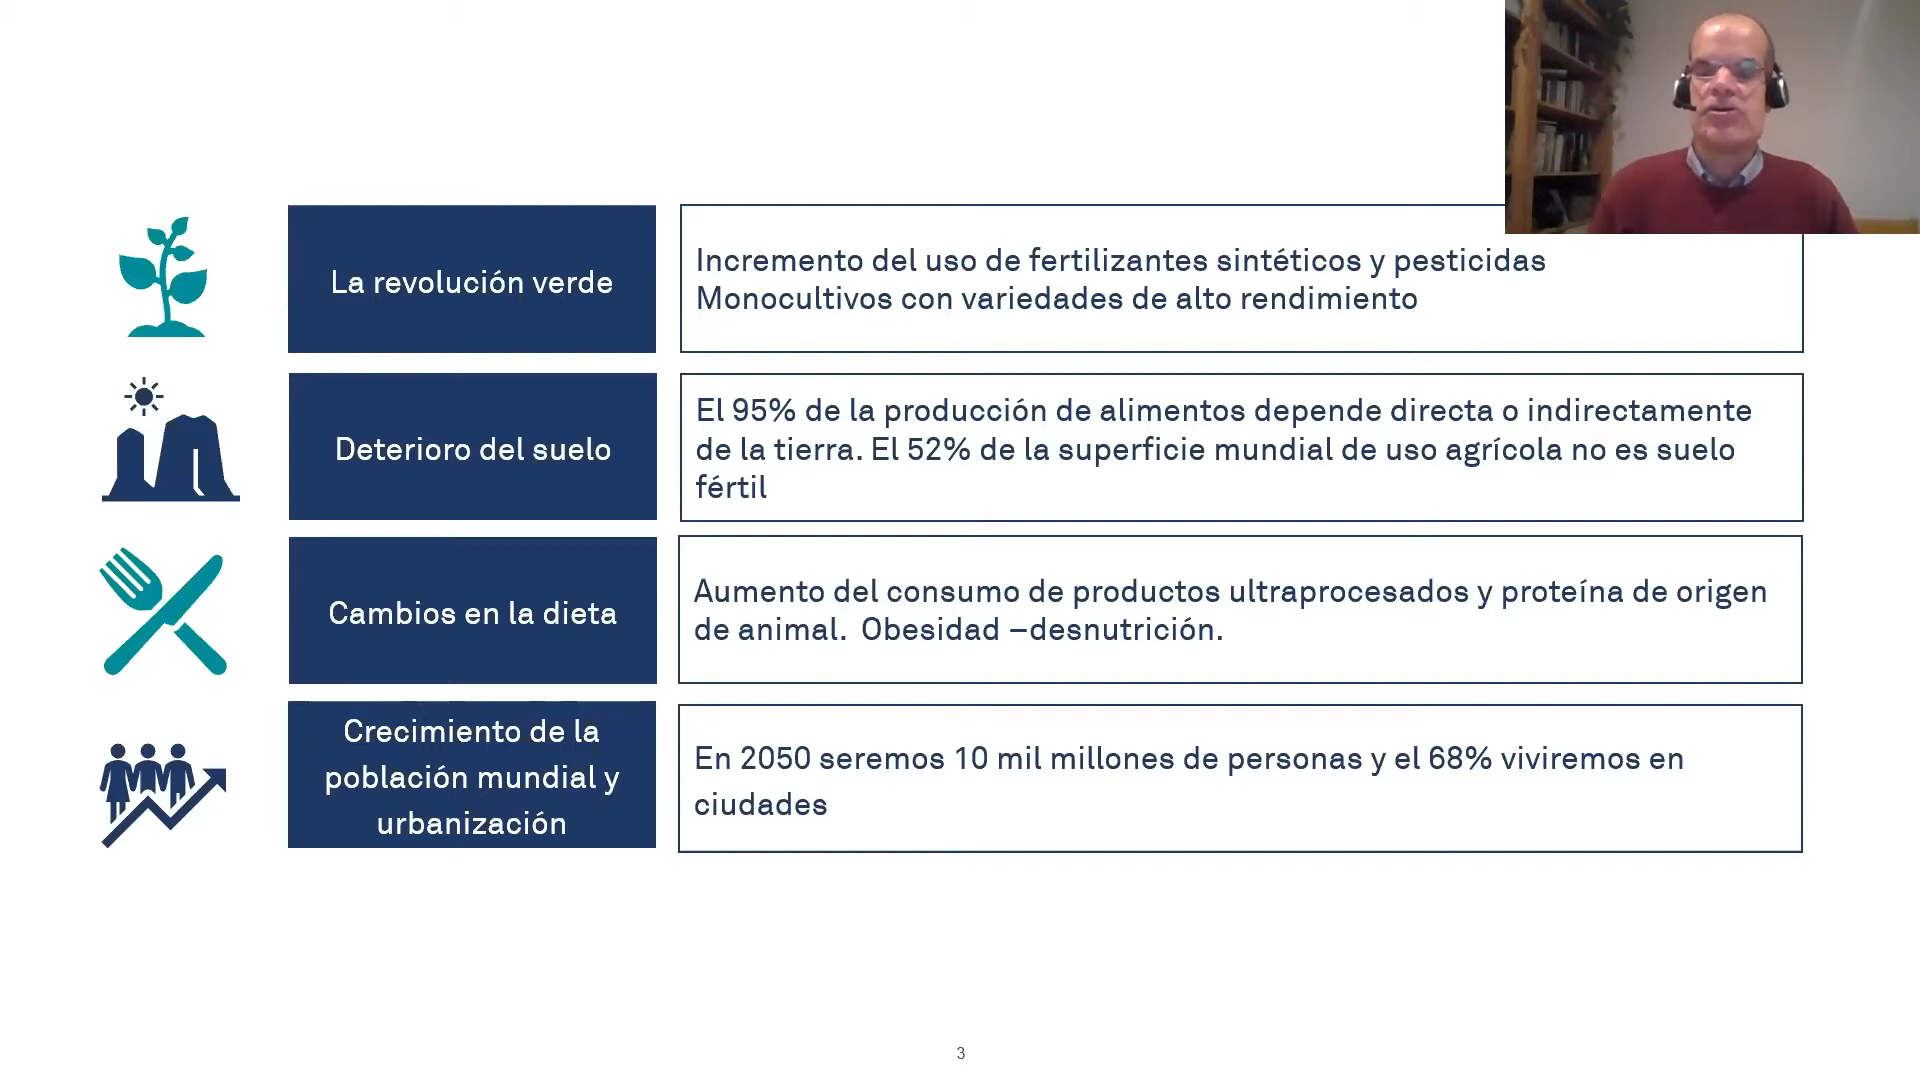 La revolución verde
Incremento del uso de fertilizantes sintéticos y pesticidas
Monocultivos con variedades de alto rendimiento
Deterioro del suelo
El 95% de la producción de alimentos depende directa o indirectamente
de la tierra. El 52% de la superficie mundial de uso agrícola no es suelo
fértil
Cambios en la dieta
Aumento del consumo de productos ultraprocesados y proteína de origen
de animal.  Obesidad –desnutrición.
Crecimiento de la
población mundial y
urbanización
En 2050 seremos 10 mil millones de personas y el 68% viviremos en
ciudades
3